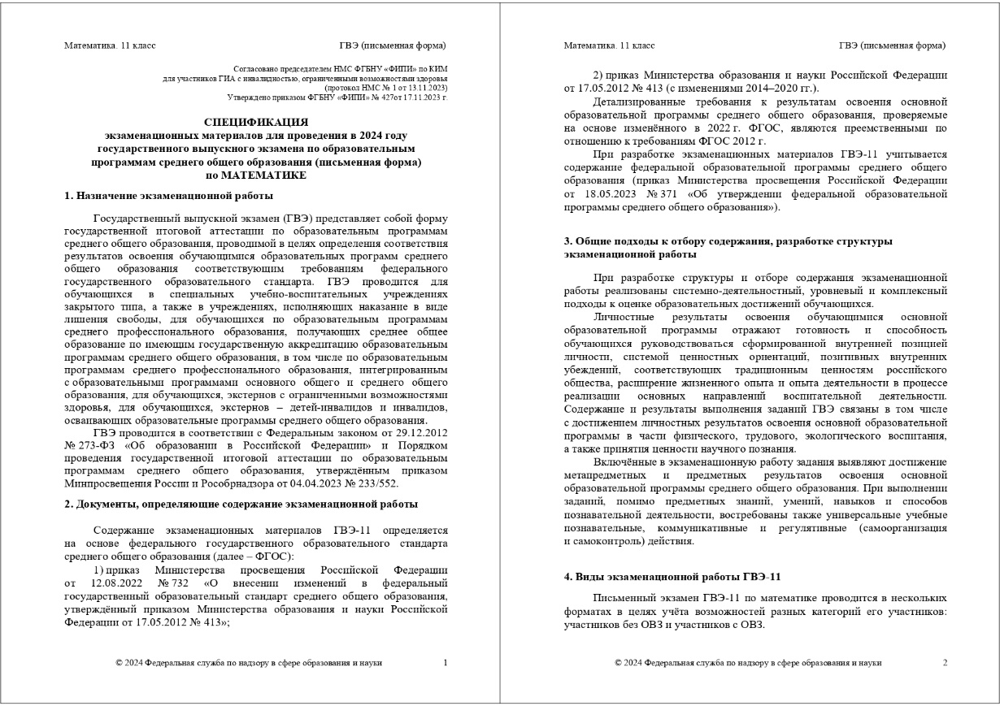 Математика. 11 класс
ГВЭ (письменная форма)
Согласовано председателем НМС ФГБНУ «ФИПИ» по КИМ
для участников ГИА с инвалидностью, ограниченными возможностями здоровья
(протокол НМС № 1 от 13.11.2023)
Утверждено приказом ФГБНУ «ФИПИ» № 427от 17.11.2023 г.
СПЕЦИФИКАЦИЯ
экзаменационных материалов для проведения в 2024 году
государственного выпускного экзамена по образовательным
программам среднего общего образования (письменная форма)
по МАТЕМАТИКЕ
1. Назначение экзаменационной работы
Государственный выпускной экзамен (ГВЭ) представляет собой форму
государственной итоговой аттестации по образовательным программам
среднего общего образования, проводимой в целях определения соответствия
результатов освоения обучающимися образовательных программ среднего
общего образования соответствующим требованиям федерального
государственного образовательного стандарта. ГВЭ проводится для
обучающихся в специальных учебно-воспитательных учреждениях
закрытого типа, а также в учреждениях, исполняющих наказание в виде
лишения свободы, для обучающихся по образовательным программам
среднего профессионального образования, получающих среднее общее
образование по имеющим государственную аккредитацию образовательным
программам среднего общего образования, в том числе по образовательным
программам среднего профессионального образования, интегрированным
с образовательными программами основного общего и среднего общего
образования, для обучающихся, экстернов с ограниченными возможностями
здоровья, для обучающихся, экстернов – детей-инвалидов и инвалидов,
осваивающих образовательные программы среднего общего образования.
ГВЭ проводится в соответствии с Федеральным законом от 29.12.2012
№ 273-ФЗ «Об образовании в Российской Федерации» и Порядком
проведения государственной итоговой аттестации по образовательным
программам среднего общего образования, утверждённым приказом
Минпросвещения России и Рособрнадзора от 04.04.2023 № 233/552.
2. Документы, определяющие содержание экзаменационной работы
Содержание экзаменационных материалов ГВЭ-11 определяется
на основе федерального государственного образовательного стандарта
среднего общего образования (далее – ФГОС):
1) приказ Министерства просвещения Российской Федерации
от 12.08.2022 № 732 «О внесении изменений в федеральный
государственный образовательный стандарт среднего общего образования,
утверждённый приказом Министерства образования и науки Российской
Федерации от 17.05.2012 № 413»;
© 2024 Федеральная служба по надзору в сфере образования и науки
1
Математика. 11 класс
ГВЭ (письменная форма)
2) приказ Министерства образования и науки Российской Федерации
от 17.05.2012 № 413 (с изменениями 2014–2020 гг.).
Детализированные требования к результатам освоения основной
образовательной программы среднего общего образования, проверяемые
на основе изменённого в 2022 г. ФГОС, являются преемственными по
отношению к требованиям ФГОС 2012 г.
При разработке экзаменационных материалов ГВЭ-11 учитывается
содержание федеральной образовательной программы среднего общего
образования (приказ Министерства просвещения Российской Федерации
от 18.05.2023 № 371 «Об утверждении федеральной образовательной
программы среднего общего образования»).
3. Общие подходы к отбору содержания, разработке структуры
экзаменационной работы
При разработке структуры и отборе содержания экзаменационной
работы реализованы системно-деятельностный, уровневый и комплексный
подходы к оценке образовательных достижений обучающихся.
Личностные результаты освоения обучающимися основной
образовательной программы отражают готовность и способность
обучающихся руководствоваться сформированной внутренней позицией
личности, системой ценностных ориентаций, позитивных внутренних
убеждений, соответствующих традиционным ценностям российского
общества, расширение жизненного опыта и опыта деятельности в процессе
реализации основных направлений воспитательной деятельности.
Содержание и результаты выполнения заданий ГВЭ связаны в том числе
с достижением личностных результатов освоения основной образовательной
программы в части физического, трудового, экологического воспитания,
а также принятия ценности научного познания.
Включённые в экзаменационную работу задания выявляют достижение
метапредметных и предметных результатов освоения основной
образовательной программы среднего общего образования. При выполнении
заданий, помимо предметных знаний, умений, навыков и способов
познавательной деятельности, востребованы также универсальные учебные
познавательные, коммуникативные и регулятивные (самоорганизация
и самоконтроль) действия.
4. Виды экзаменационной работы ГВЭ-11
Письменный экзамен ГВЭ-11 по математике проводится в нескольких
форматах в целях учёта возможностей разных категорий его участников:
участников без ОВЗ и участников с ОВЗ.
© 2024 Федеральная служба по надзору в сфере образования и науки
2